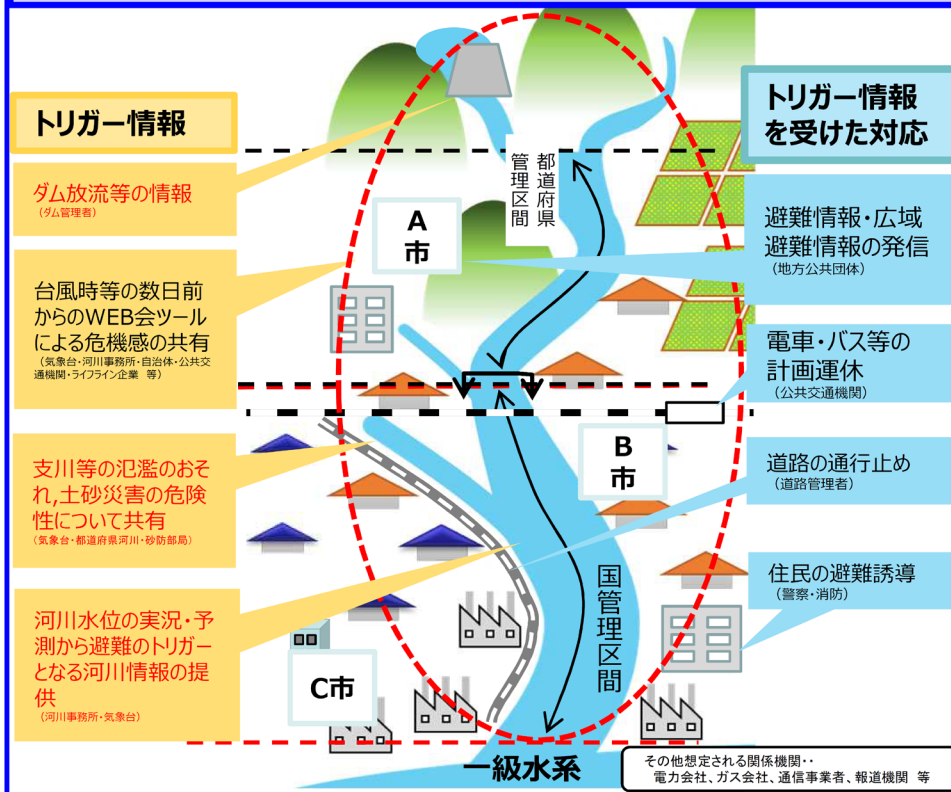 トリガー情報
ダム放流等の情報
(ダム管理者)
台風時等の数日前
からのWEB会ツール
による危機感の共有
(気象台・河川事務所・自治体・公共交
通機関・ライフライン企業 等)
支川等の氾濫のおそ
れ,土砂災害の危険
性について共有
(気象台・都道府県河川・砂防部局)
河川水位の実況・予
測から避難のトリガー
となる河川情報の提
供
(河川事務所・気象台)
都道府県
管理区間
A
市
B
市
C市
国管理区間
一級水系
トリガー情報
を受けた対応
避難情報・広域
避難情報の発信
(地方公共団体)
電車・バス等の
計画運休
(公共交通機関)
道路の通行止め
(道路管理者)
住民の避難誘導
(警察・消防)
その他想定される関係機関・・
電力会社、ガス会社、通信事業者、報道機関 等